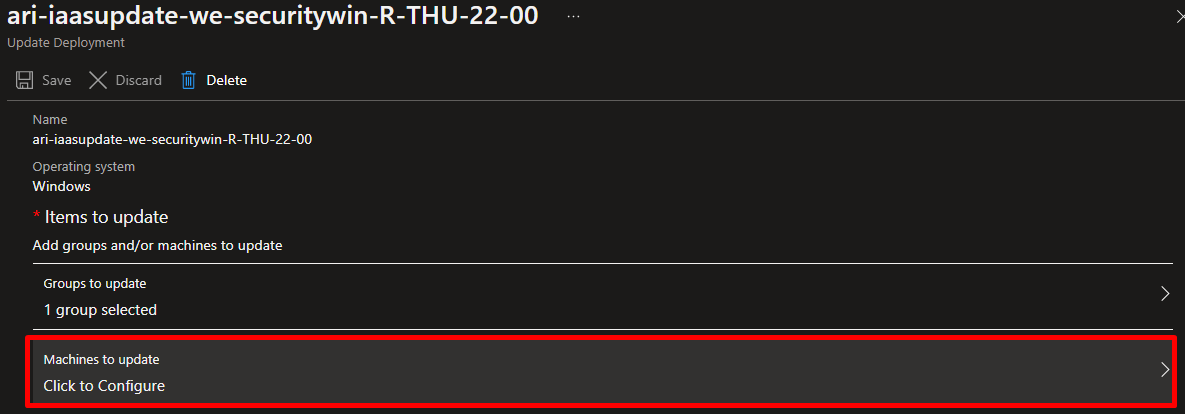 ari-iaasupdate-we-securitywin-R-THU-22-00 ...
Update Deployment
Save Discard Delete
Name
ari-iaasupdate-we-securitywin-R-THU-22-00
Operating system
Windows
* Items to update
Add groups and/or machines to update
Groups to update
1 group selected
Machines to update
Click to Configure